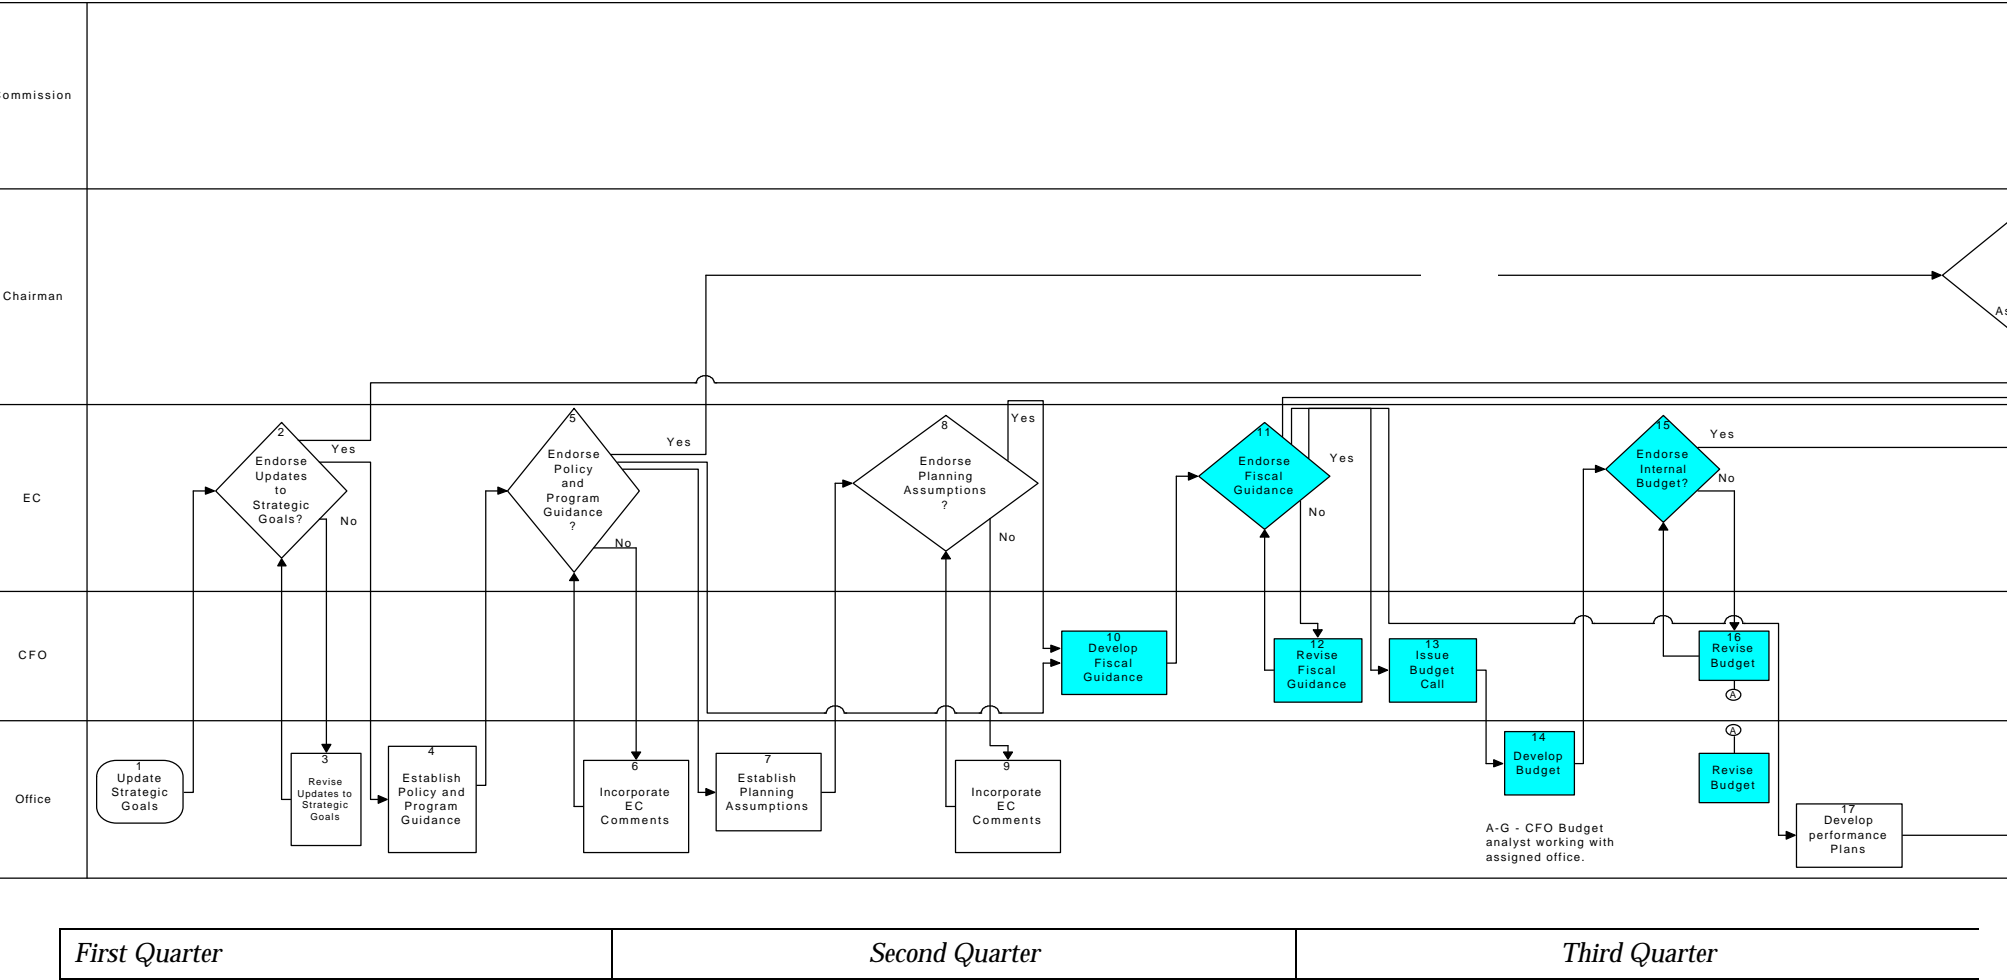 ommission
Chairman
EC
CFO
Office
1
Update
Strategic
Goals
2
Endorse
Updates
to
Strategic
Goals?
Yes
No
3
Revise
Updates to
Strategic
Goals
4
Establish
Policy and
Program
Guidance
5
Endorse
Policy
and
Program
Guidance
?
Yes
No
6
Incorporate
EC
Comments
7
Establish
Planning
Assumptions
8
Endorse
Planning
Assumptions
?
Yes
No
9
Incorporate
EC
Comments
10
Develop
Fiscal
Guidance
11
Endorse
Fiscal
Guidance
Yes
No
12
Revise
Fiscal
Guidance
13
Issue
Budget
Call
14
Develop
Budget
15
Endorse
Internal
Budget?
Yes
No
16
Revise
Budget
A
A
Revise
Budget
17
Develop
performance
Plans
As
A-G - CFO Budget
analyst working with
assigned office.
First Quarter
Second Quarter
Third Quarter